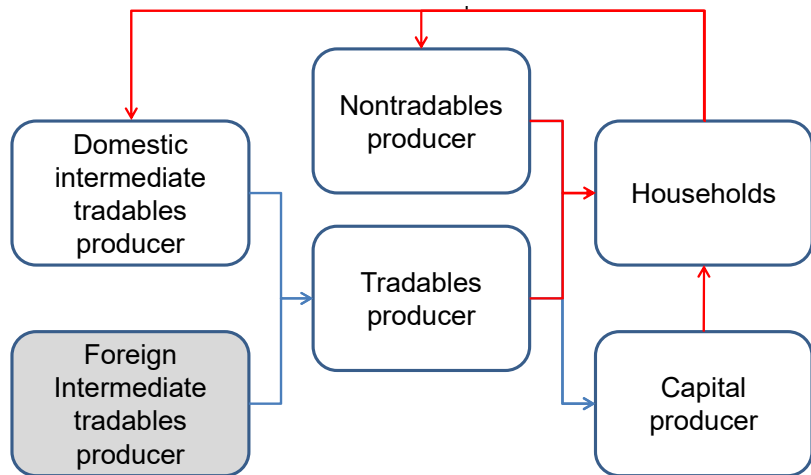 Nontradables
producer
Domestic
intermediate
tradables
producer
Households
Tradables
producer
Foreign
Intermediate
tradables
producer
Capital
producer